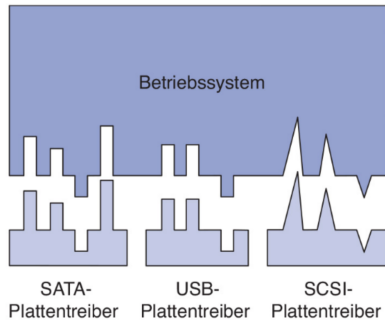 Betriebssystem
SATA-
Plattentreiber
USB-
Plattentreiber
SCSI-
Plattentreiber